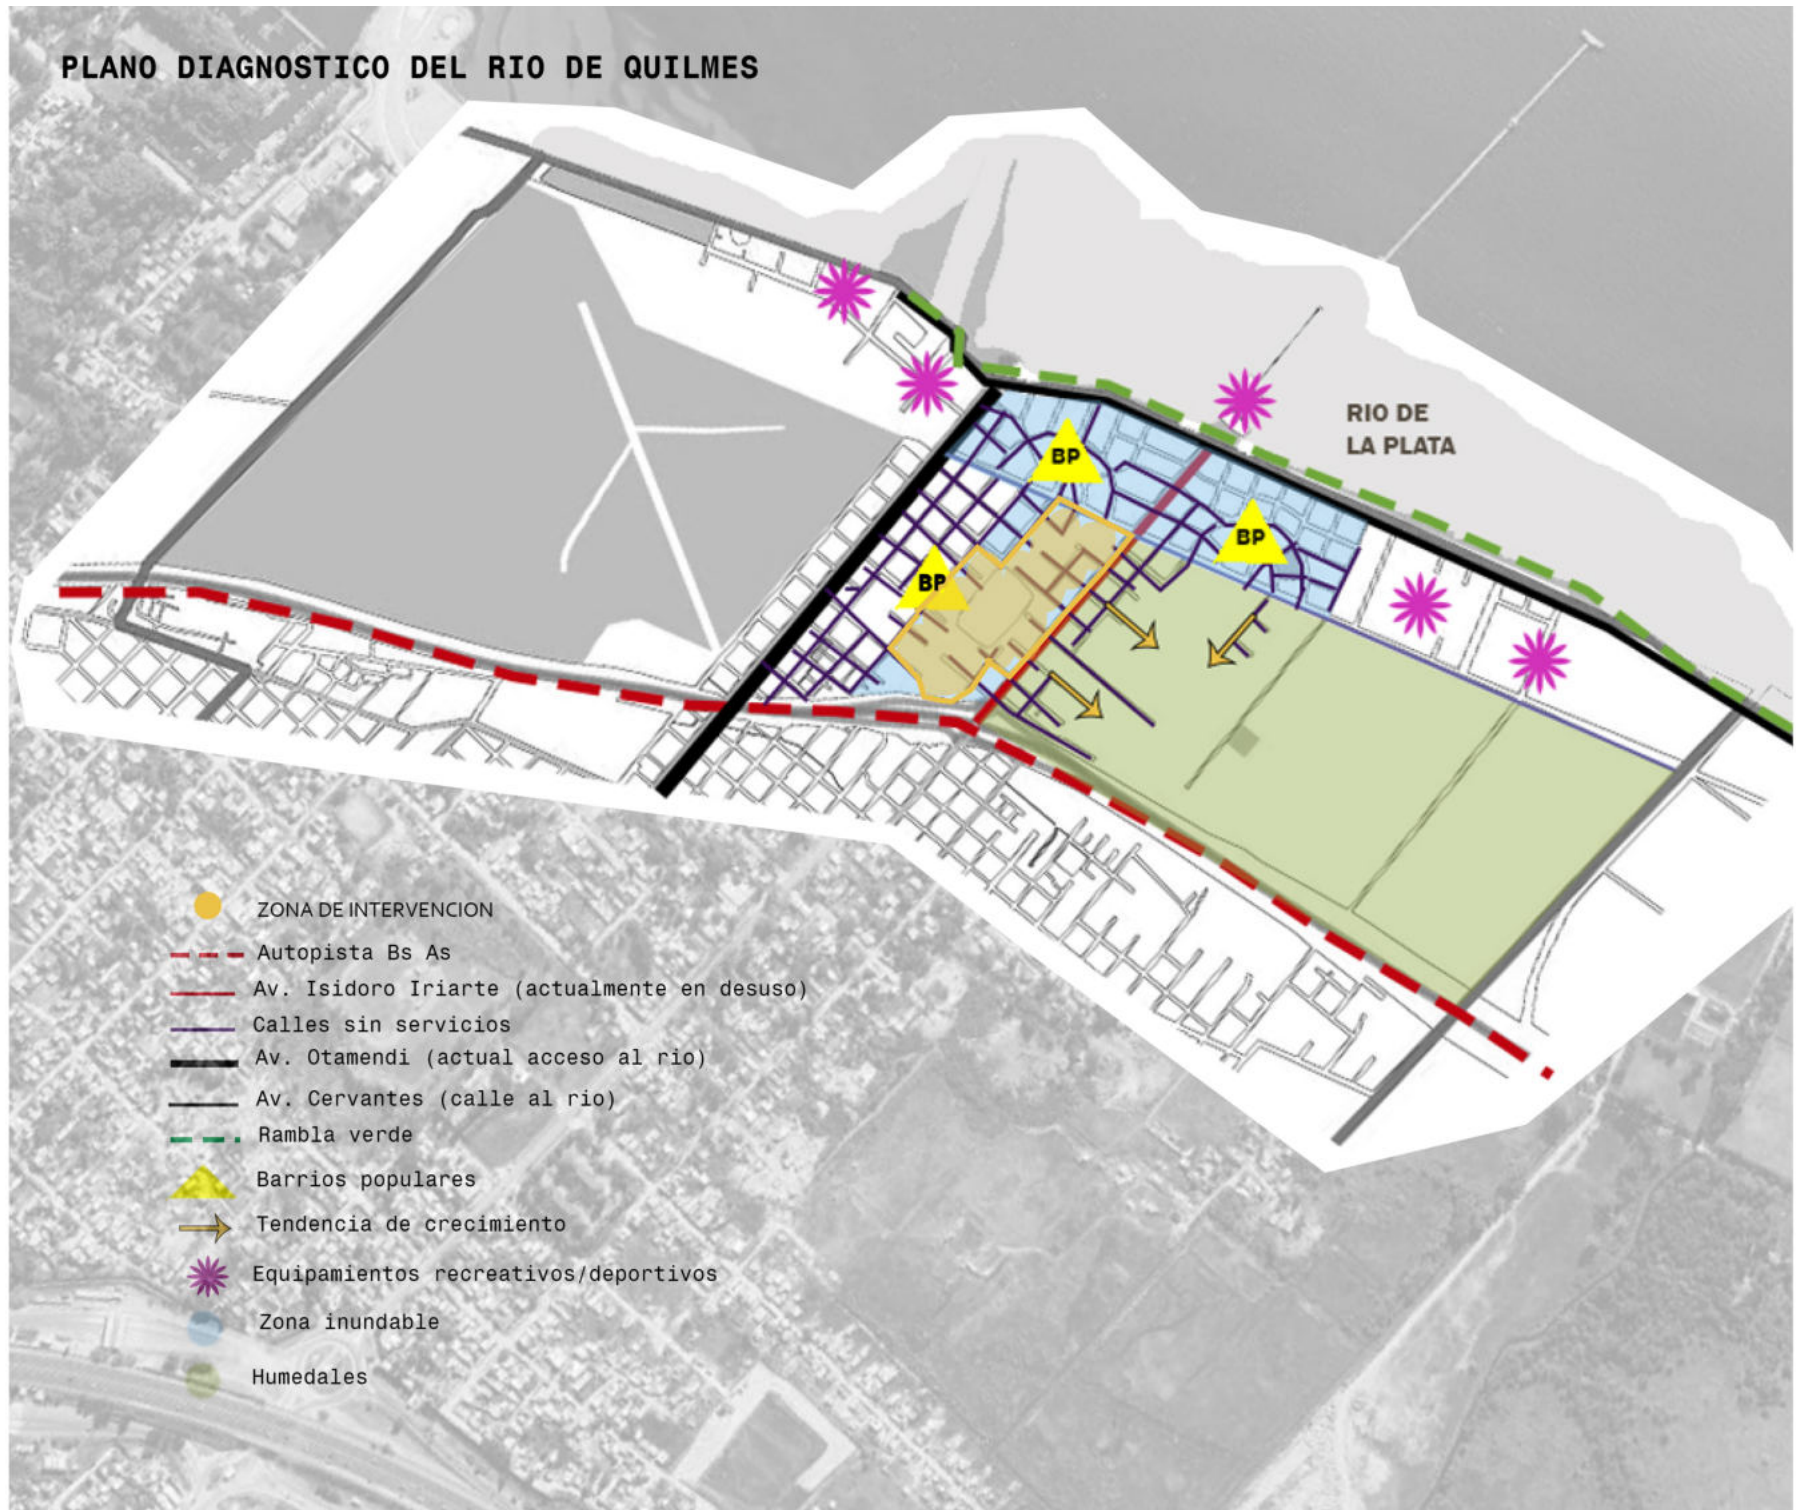 PLANO DIAGNOSTICO DEL RIO DE QUILMES
RIO DE
LA PLATA
BP
BP
BP
ZONA DE INTERVENCION
Autopista Bs As
Av. Isidoro Iriarte (actualmente en desuso)
Calles sin servicios
Av. Otamendi (actual acceso al rio)
Av. Cervantes (calle al rio)
Rambla verde
Barrios populares
Tendencia de crecimiento
Equipamientos recreativos/deportivos
Zona inundable
Humedales